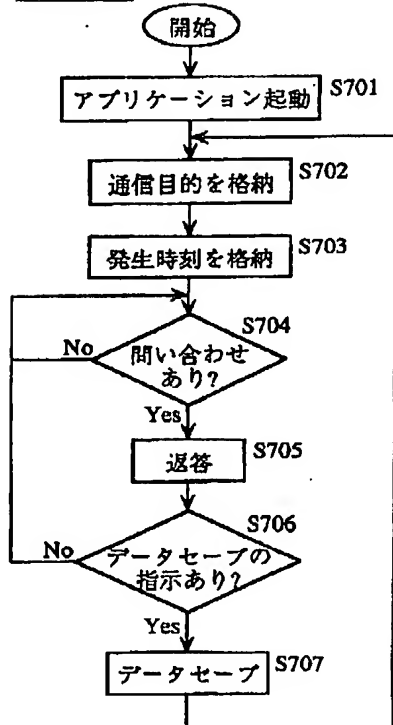 開始
アプリケーション起動
S701
通信目的を格納
S702
発生時刻を格納
S703
S704
No
問い合わせ
あり?
Yes
返答
S705
S706
No
データセーブの
指示あり?
Yes
データセーブ
S707